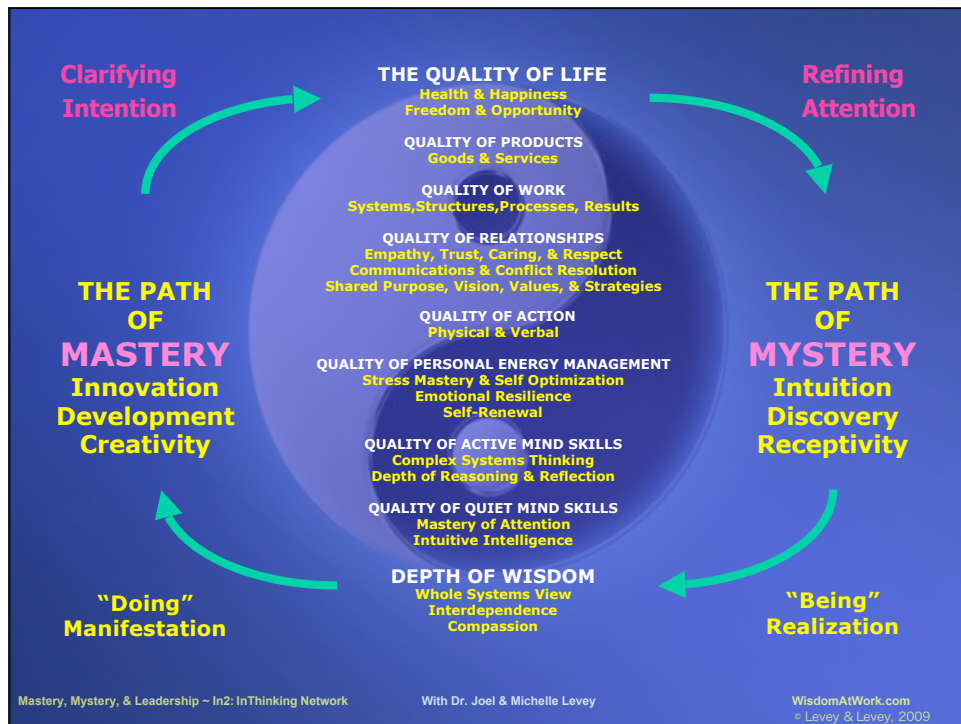 Clarifying
Intention
THE QUALITY OF LIFE
Health & Happiness
Freedom & Opportunity
Refining
Attention
QUALITY OF PRODUCTS
Goods & Services
QUALITY OF WORK
Systems,Structures,Processes, Results
QUALITY OF RELATIONSHIPS
Empathy, Trust, Caring, & Respect
Communications & Conflict Resolution
Shared Purpose, Vision, Values, & Strategies
THE PATH
OF
MASTERY
Innovation
Development
Creativity
QUALITY OF ACTION
Physical & Verbal
QUALITY OF PERSONAL ENERGY MANAGEMENT
Stress Mastery & Self Optimization
Emotional Resilience
Self-Renewal
QUALITY OF ACTIVE MIND SKILLS
Complex Systems Thinking
Depth of Reasoning & Reflection
THE PATH
OF
MYSTERY
Intuition
Discovery
Receptivity
QUALITY OF QUIET MIND SKILLS
Mastery of Attention
Intuitive Intelligence
DEPTH OF WISDOM
Whole Systems View
Interdependence
Compassion
“Doing”
Manifestation
“Being”
Realization
Mastery, Mystery, & Leadership ~ In2: InThinking Network
With Dr. Joel & Michelle Levey
WisdomAtWork.com
© Levey & Levey, 2009